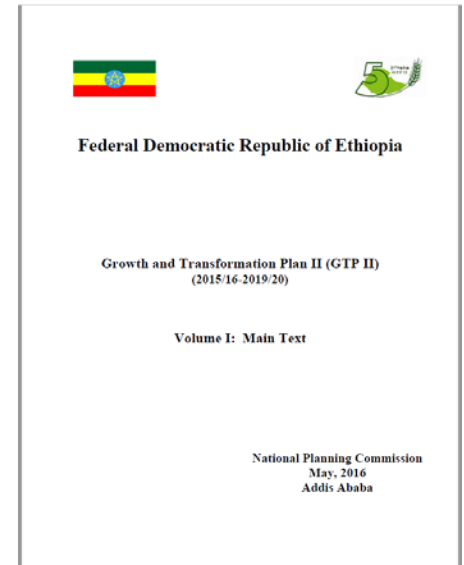 Federal Democratic Republic of Ethiopia
Growth and Transformation Plan II (GTP II)
(2015/16-2019/20)
Volume I: Main Text
National Planning Commission
May, 2016
Addis Ababa